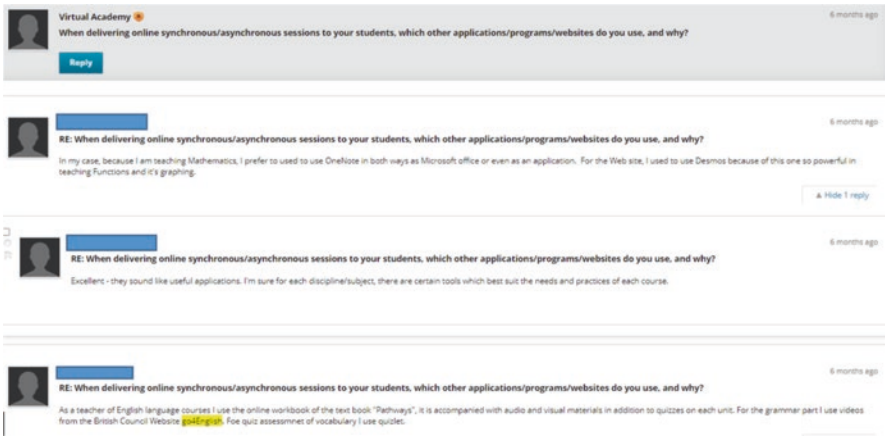 Virtual Academy
6 months ago
When delivering online synchronous/asynchronous sessions to your students, which other applications/programs/websites do you use, and why?
Reply
6 months ago
RE: When delivering online synchronous/asynchronous sessions to your students, which other applications/programs/websites do you use, and why?
In my case, because I am teaching Mathematics, I prefer to used to use OneNote in both ways as Microsoft office or even as an application. For the Web site, I used to use Desmos because of this one so powerful in
teaching Functions and it's graphing.
Hide 1 reply
6 months ago
RE: When delivering online synchronous/asynchronous sessions to your students, which other applications/programs/websites do you use, and why?
Excellent - they sound like useful applications. I'm sure for each discipline/subject, there are certain tools which best suit the needs and practices of each course.
6 months ago
RE: When delivering online synchronous/asynchronous sessions to your students, which other applications/programs/websites do you use, and why?
As a teacher of English language courses I use the online workbook of the text book "Pathways", it is accompanied with audio and visual materials in addition to quizzes on each unit. For the grammar part I use videos
from the British Council Website go4English. Foe quiz assessmnet of vocabulary I use quizlet.